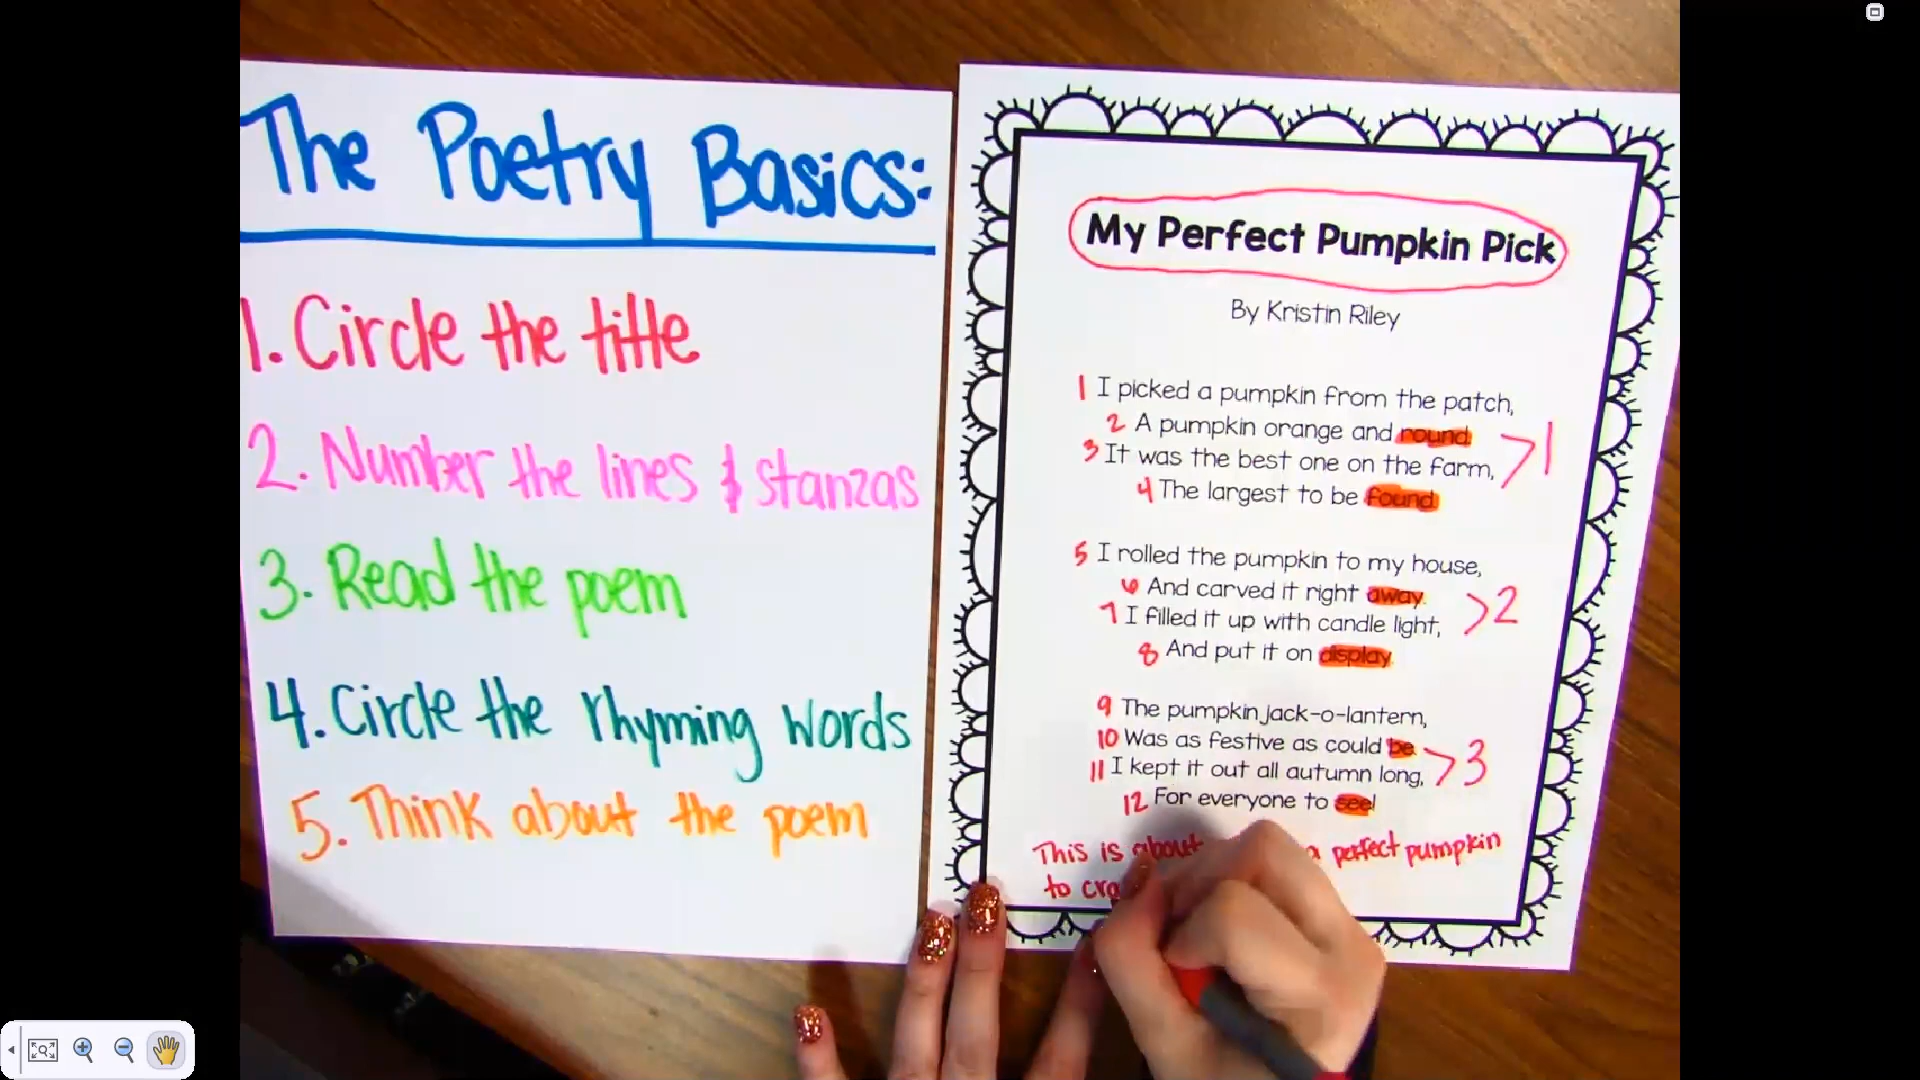 The Poetry Basics:
1. Circle the title
2. Number the lines & stanzas
3. Read the poem
4. Circle the rhyming words
5. Think about the poem
My Perfect Pumpkin Pick
By Kristin Riley
1 I picked a pumpkin from the patch,
2 A pumpkin orange and round.
3 It was the best one on the farm,
4 The largest to be found.
>1
5 I rolled the pumpkin to my house,
6 And carved it right away.
7 I filled it up with candle light,
8 And put it on display.
>2
9 The pumpkin jack-o-lantern,
10 Was as festive as could be.
11 I kept it out all autumn long,
12 For everyone to see!
>3
This is about a perfect pumpkin
to